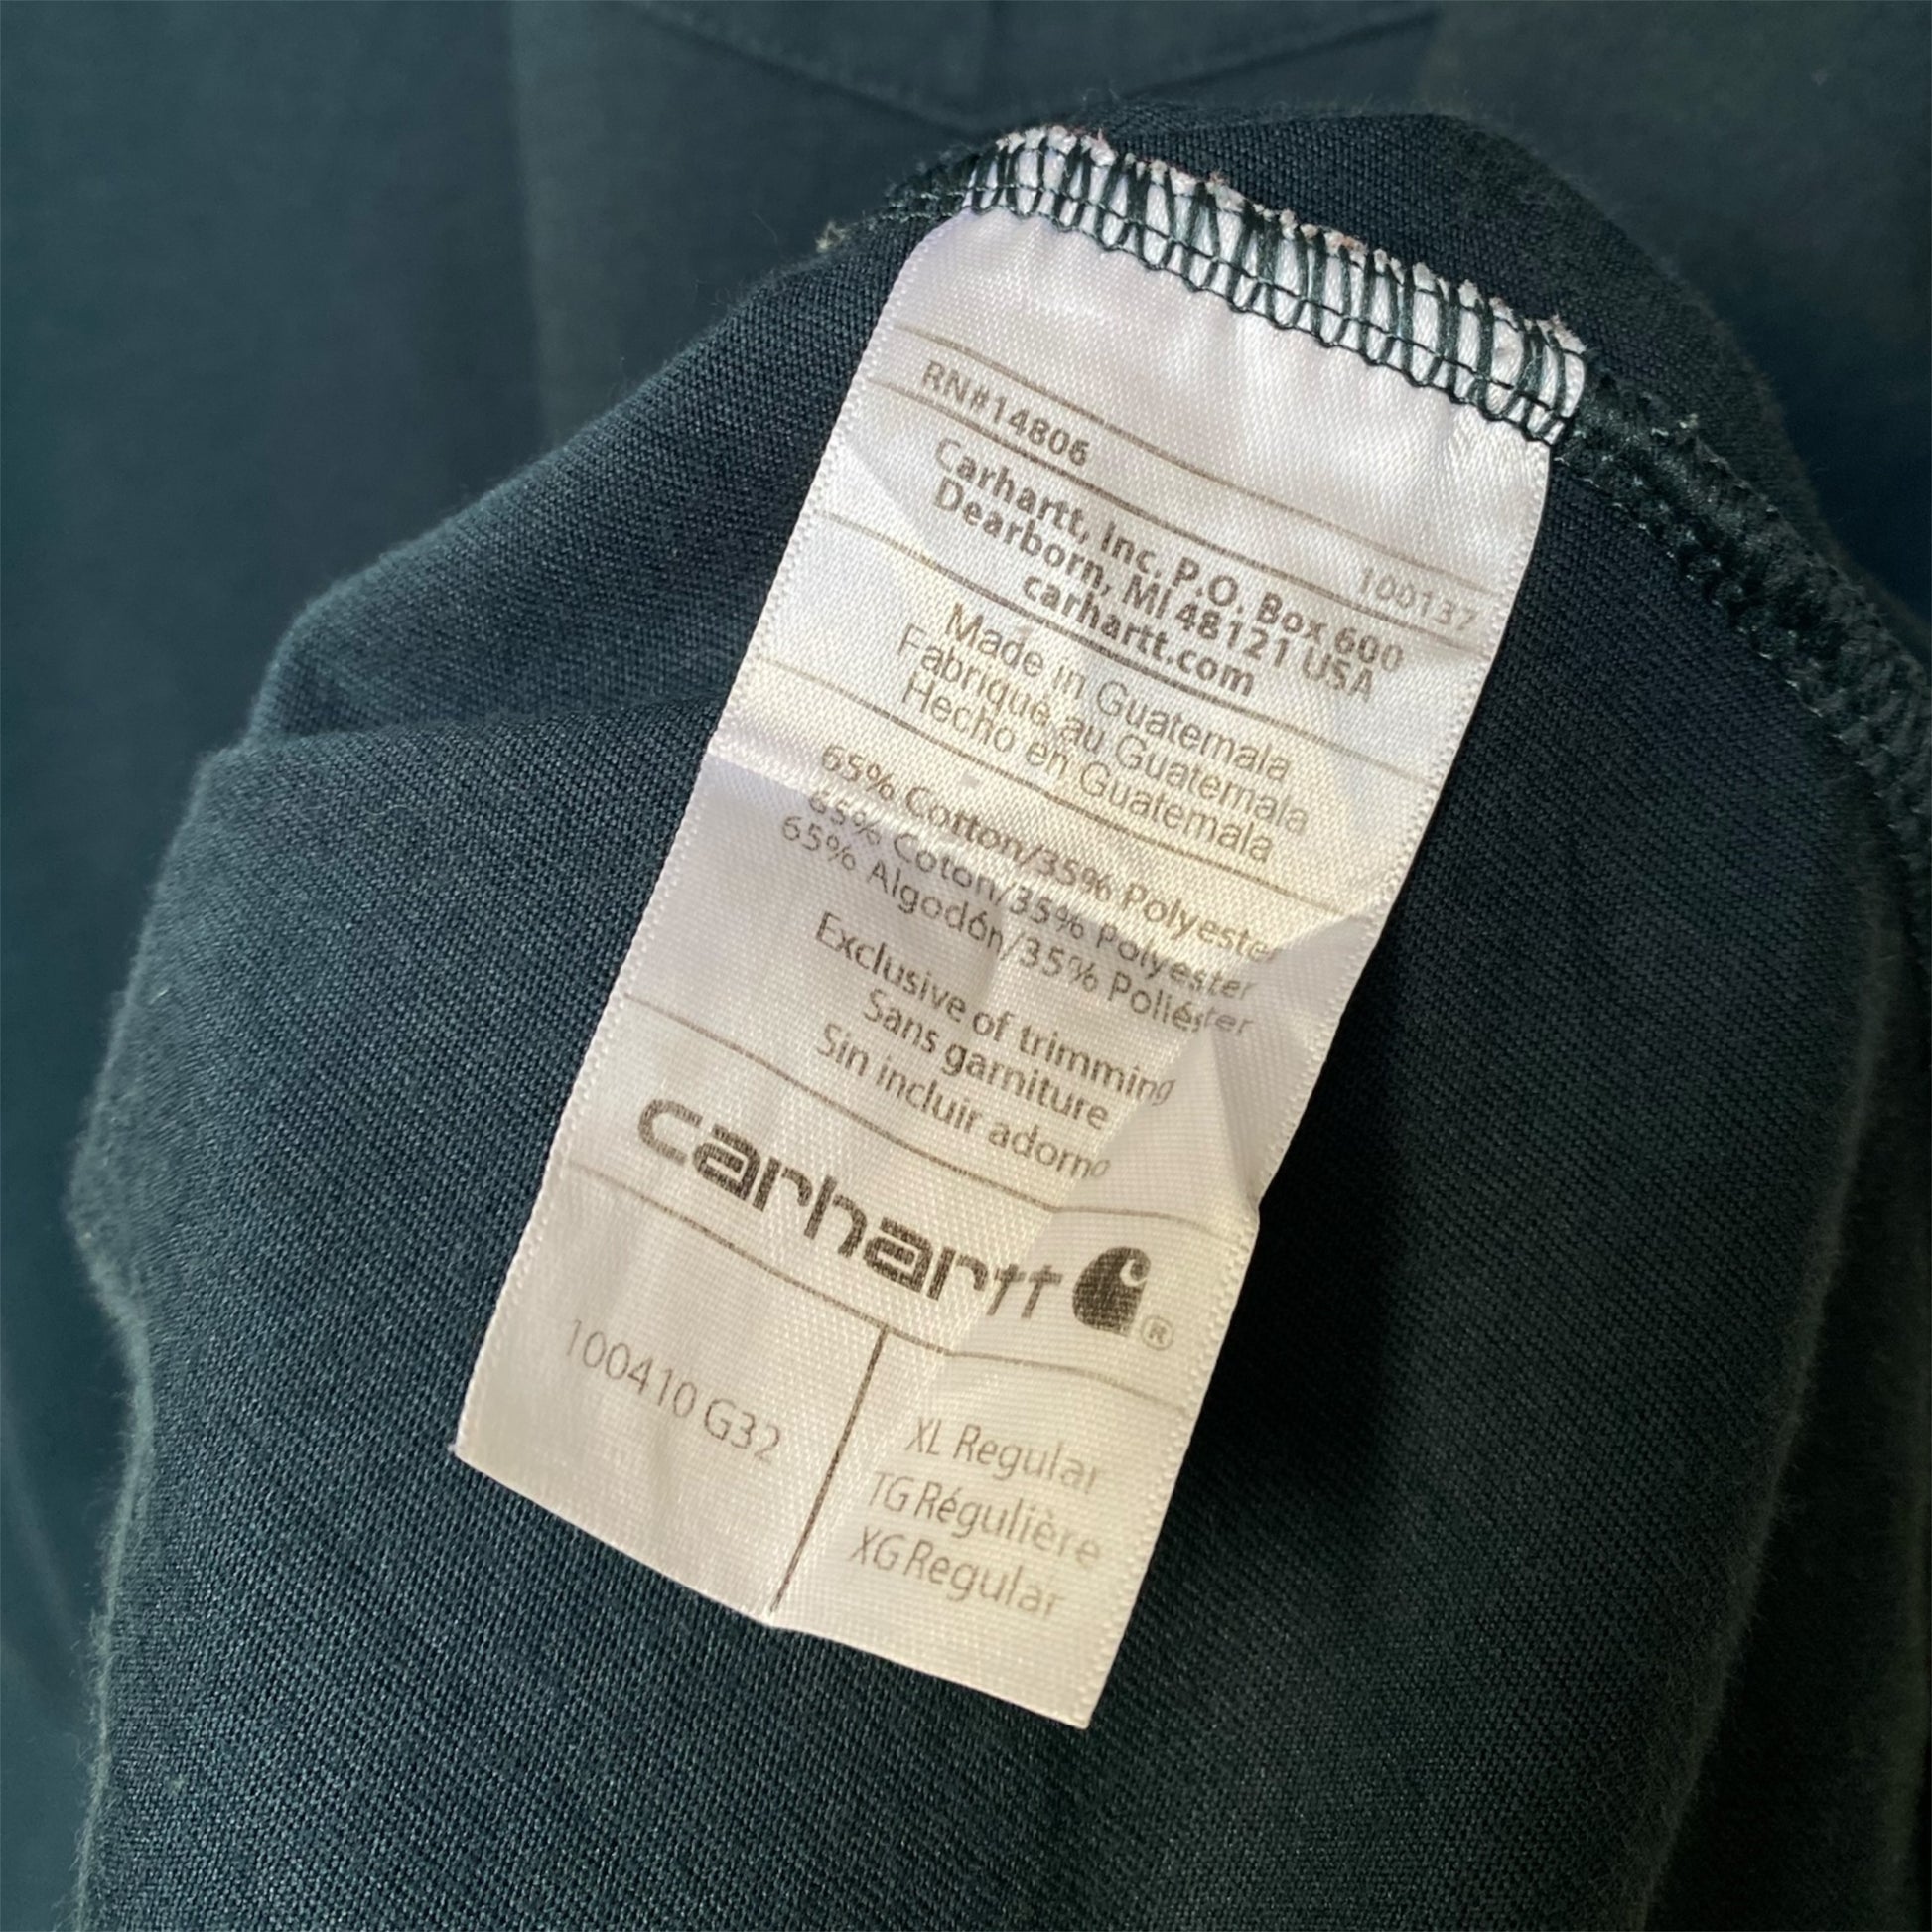 RN#14806 100137
Carhartt, Inc. P.O. Box 600
Dearborn, MI 48121 USA
carhartt.com
Made in Guatemala
Fabriqué au Guatemala
Hecho en Guatemala
65% Cotton/35% Polyester
65% Coton/35% Polyester
65% Algodón/35% Poliéster
Exclusive of trimming
Sans garniture
Sin incluir adorno
carhartt ®
100410 G32
XL Regular
TG Régulière
XG Regular